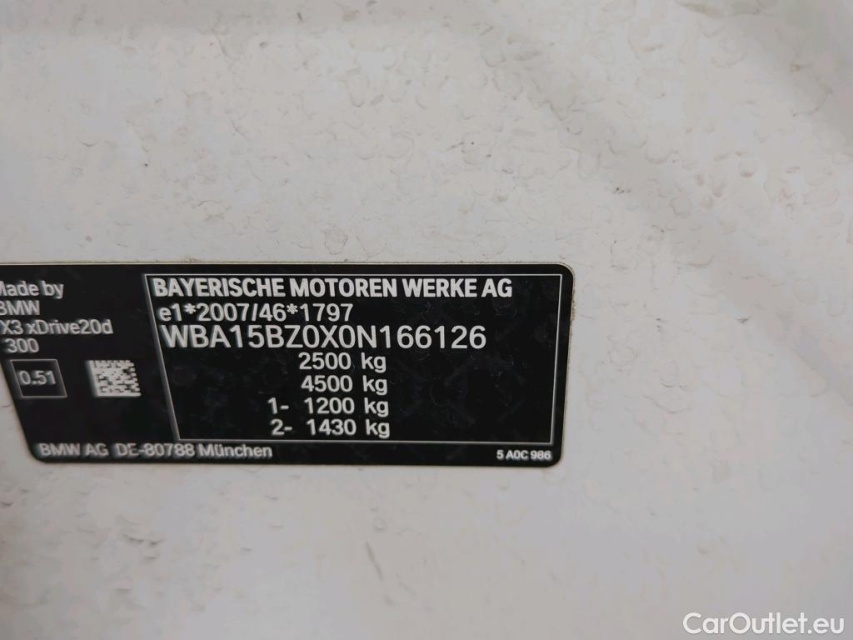 Made by
BMW
X3 xDrive20d
300
0.51
BAYERISCHE MOTOREN WERKE AG
e1*2007/46*1797
WBA15BZ0X0N166126
2500 kg
4500 kg
1- 1200 kg
2- 1430 kg
BMW AG DE-80788 München
5 A0C 986
CarOutlet.eu